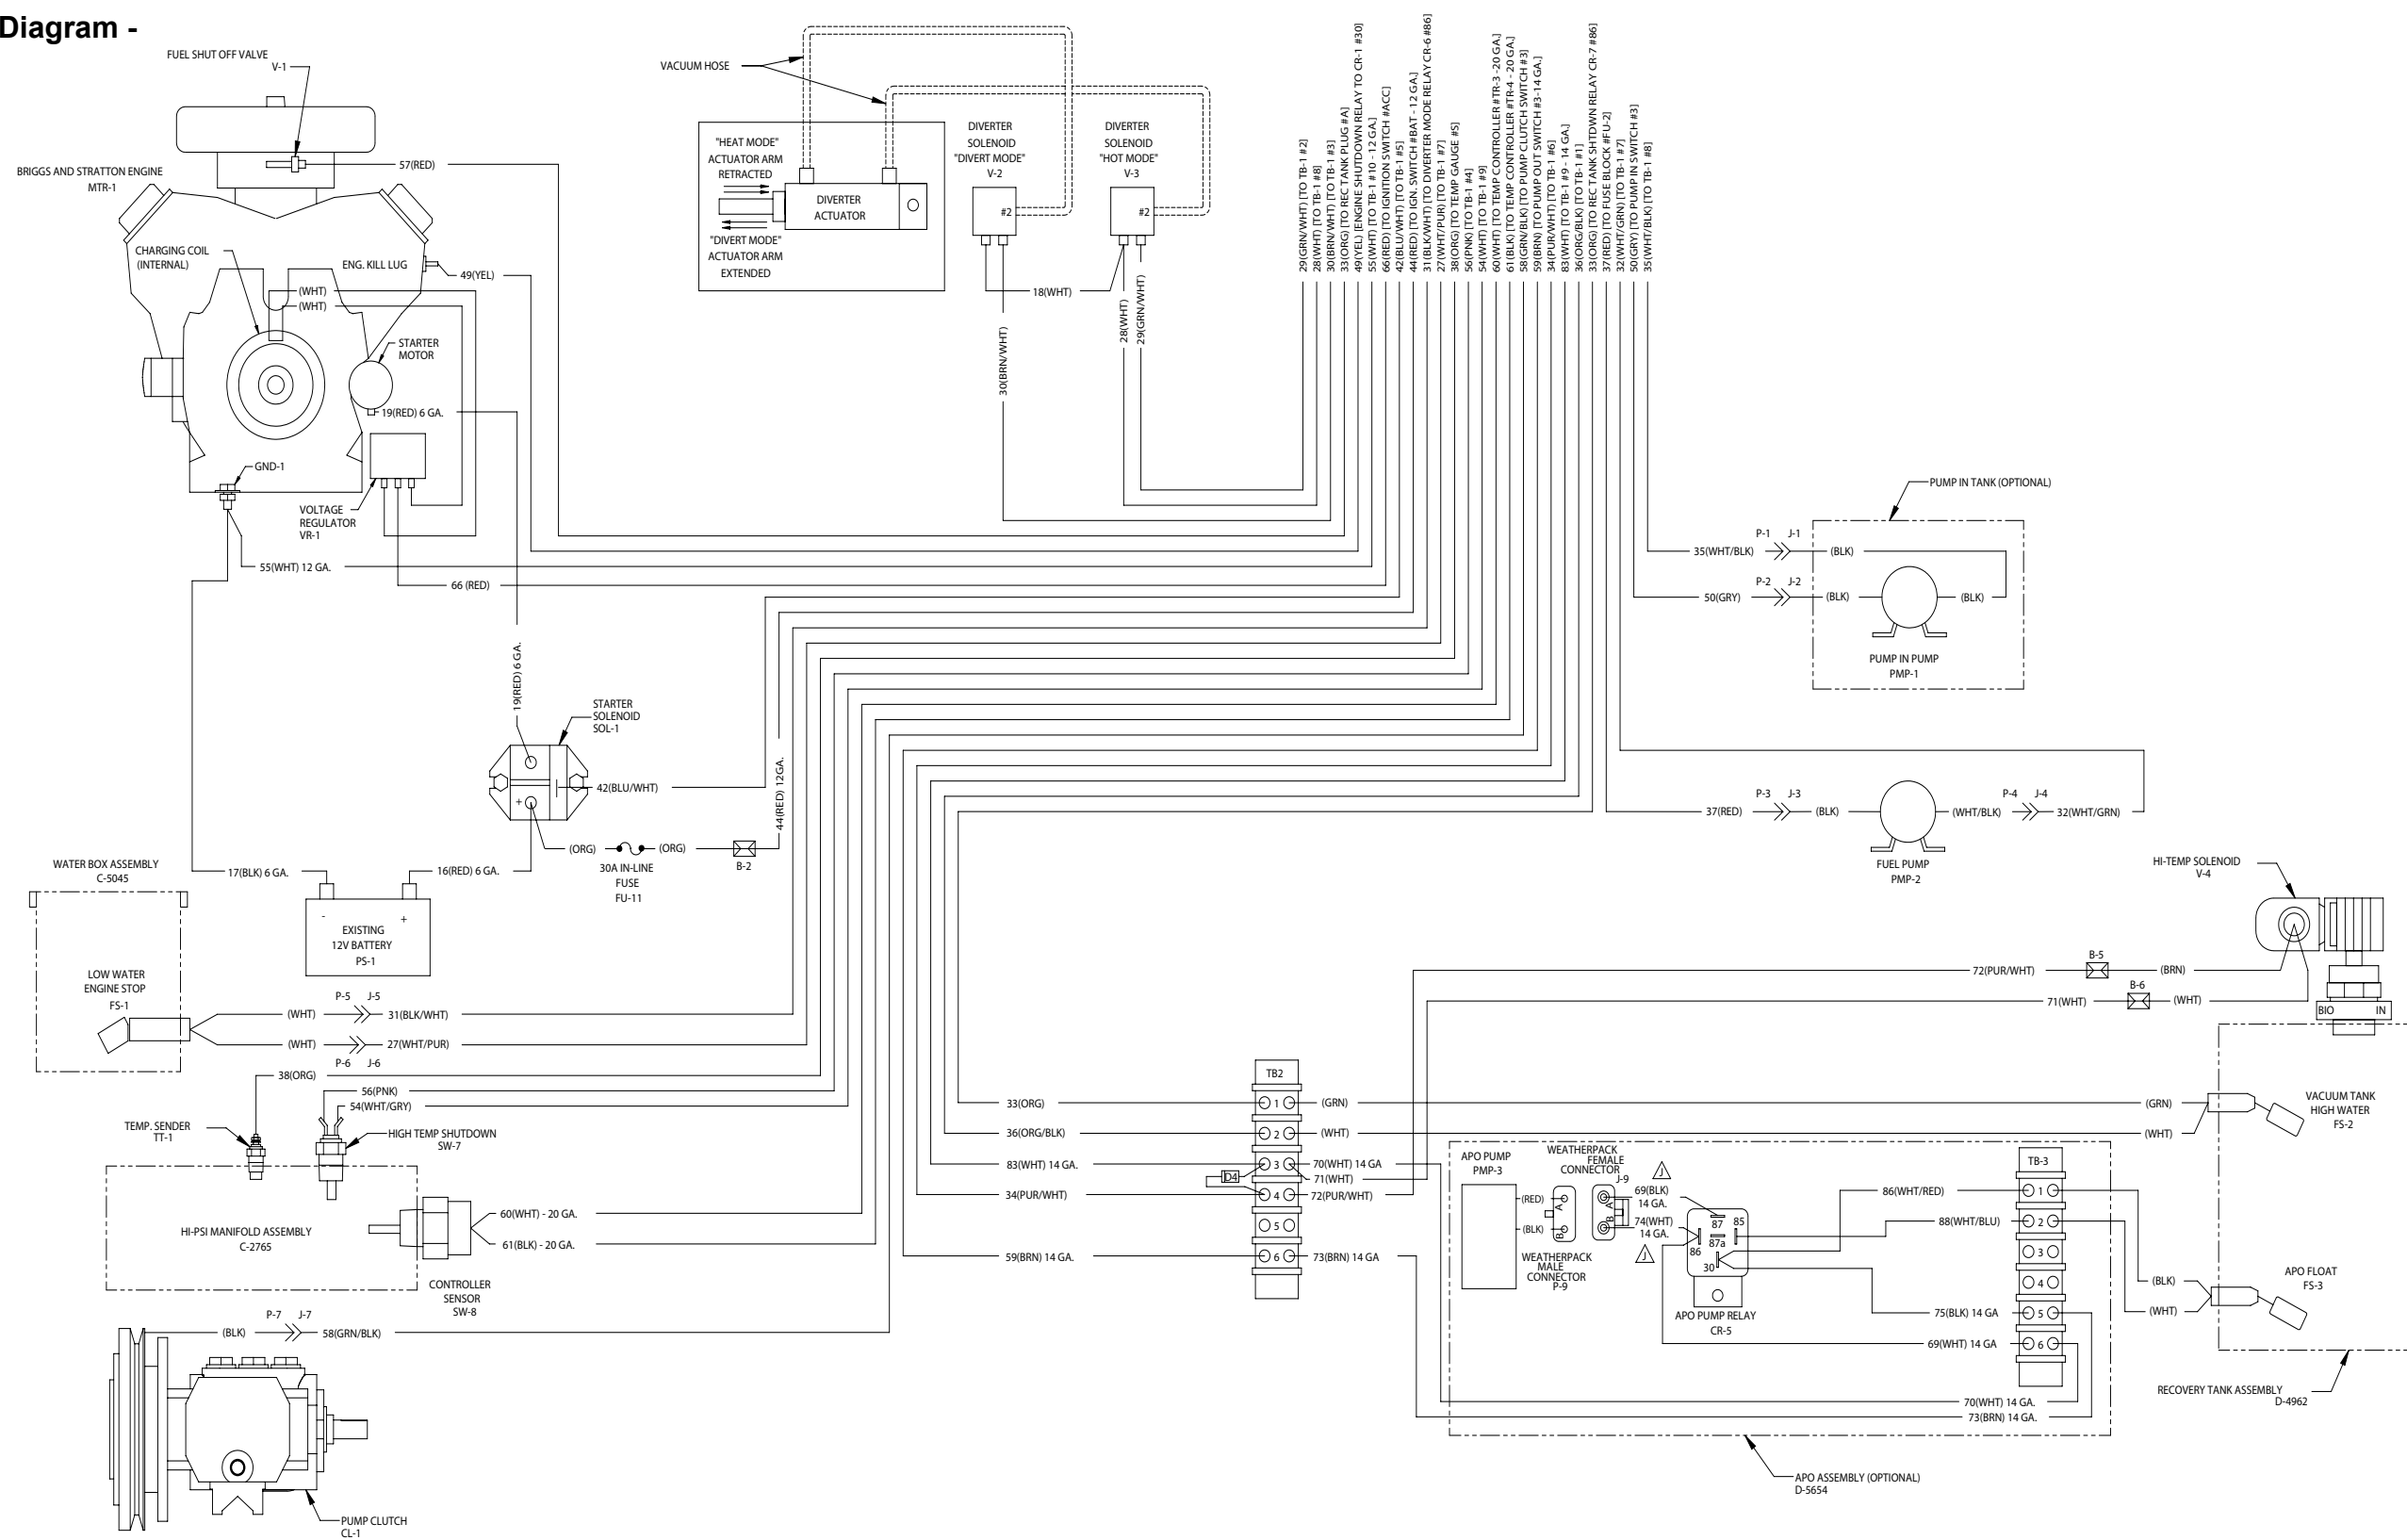 Diagram -
FUEL SHUT OFF VALVE
V-1
BRIGGS AND STRATTON ENGINE
MTR-1
57(RED)
CHARGING COIL
(INTERNAL)
ENG. KILL LUG
49(YEL)
(WHT)
(WHT)
STARTER
MOTOR
19(RED) 6 GA.
GND-1
VOLTAGE
REGULATOR
VR-1
55(WHT) 12 GA.
66 (RED)
VACUUM HOSE
"HEAT MODE"
ACTUATOR ARM
RETRACTED
DIVERTER
ACTUATOR
"DIVERT MODE"
ACTUATOR ARM
EXTENDED
DIVERTER
SOLENOID
"DIVERT MODE"
V-2
#2
DIVERTER
SOLENOID
"HOT MODE"
V-3
#2
18(WHT)
30(BRN/WHT)
28(WHT)
29(GRN/WHT)
29(GRN/WHT) [TO TB-1 #2]
28(WHT) [TO TB-1 #8]
30(BRN/WHT) [TO TB-1 #3]
33(ORG) [TO REC TANK PLUG #A]
49(YEL) [ENGINE SHUTDOWN RELAY TO CR-1 #30]
55(WHT) [TO TB-1 #10 - 12 GA.]
66(RED) [TO IGNITION SWITCH #ACC]
42(BLU/WHT) [TO TB-1 #5]
44(RED) [TO IGN. SWITCH #BAT - 12 GA.]
31(BLK/WHT) [TO DIVERTER MODE RELAY CR-6 #86]
27(WHT/PUR) [TO TB-1 #7]
38(ORG) [TO TEMP GAUGE #S]
56(PNK) [TO TB-1 #4]
54(WHT) [TO TB-1 #9]
60(WHT) [TO TEMP CONTROLLER #TR-3 -20 GA.]
61(BLK) [TO TEMP CONTROLLER #TR-4 - 20 GA.]
58(GRN/BLK) [TO PUMP CLUTCH SWITCH #3]
59(BRN) [TO PUMP OUT SWITCH #3-14 GA.]
34(PUR/WHT) [TO TB-1 #6]
83(WHT) [TO TB-1 #9 - 14 GA.]
36(ORG/BLK) [TO TB-1 #1]
33(ORG) [TO REC TANK SHTDWN RELAY CR-7 #86]
37(RED) [TO FUSE BLOCK #FU-2]
32(WHT/GRN) [TO TB-1 #7]
50(GRY) [TO PUMP IN SWITCH #3]
35(WHT/BLK) [TO TB-1 #8]
PUMP IN TANK (OPTIONAL)
P-1 J-1
35(WHT/BLK)
(BLK)
P-2 J-2
50(GRY)
(BLK)
(BLK)
PUMP IN PUMP
PMP-1
19(RED) 6 GA.
STARTER
SOLENOID
SOL-1
+
42(BLU/WHT)
44(RED) 12GA.
(ORG)
(ORG)
30A IN-LINE
FUSE
FU-11
B-2
P-3 J-3
37(RED)
(BLK)
(WHT/BLK)
P-4 J-4
32(WHT/GRN)
FUEL PUMP
PMP-2
WATER BOX ASSEMBLY
C-5045
17(BLK) 6 GA.
16(RED) 6 GA.
- +
EXISTING
12V BATTERY
PS-1
HI-TEMP SOLENOID
V-4
LOW WATER
ENGINE STOP
FS-1
P-5 J-5
(WHT)
31(BLK/WHT)
(WHT)
27(WHT/PUR)
P-6 J-6
72(PUR/WHT)
B-5
(BRN)
71(WHT)
B-6
(WHT)
BIO IN
38(ORG)
56(PNK)
54(WHT/GRY)
TEMP. SENDER
TT-1
HIGH TEMP SHUTDOWN
SW-7
HI-PSI MANIFOLD ASSEMBLY
C-2765
60(WHT) - 20 GA.
61(BLK) - 20 GA.
CONTROLLER
SENSOR
SW-8
TB2
33(ORG)
1
(GRN)
(GRN)
36(ORG/BLK)
2
(WHT)
(WHT)
83(WHT) 14 GA.
3
70(WHT) 14 GA
D4
71(WHT)
34(PUR/WHT)
4
72(PUR/WHT)
5
59(BRN) 14 GA.
6
73(BRN) 14 GA
VACUUM TANK
HIGH WATER
FS-2
APO PUMP
PMP-3
WEATHERPACK
FEMALE
CONNECTOR
J-9
J
(RED)
A
A
69(BLK)
14 GA.
(BLK)
B
B
74(WHT)
14 GA.
J
WEATHERPACK
MALE
CONNECTOR
P-9
87
85
87a
86
30
APO PUMP RELAY
CR-5
TB-3
86(WHT/RED)
1
88(WHT/BLU)
2
3
4
75(BLK) 14 GA
5
69(WHT) 14 GA
6
(BLK)
(WHT)
APO FLOAT
FS-3
70(WHT) 14 GA.
73(BRN) 14 GA.
RECOVERY TANK ASSEMBLY
D-4962
APO ASSEMBLY (OPTIONAL)
D-5654
P-7 J-7
(BLK)
58(GRN/BLK)
PUMP CLUTCH
CL-1